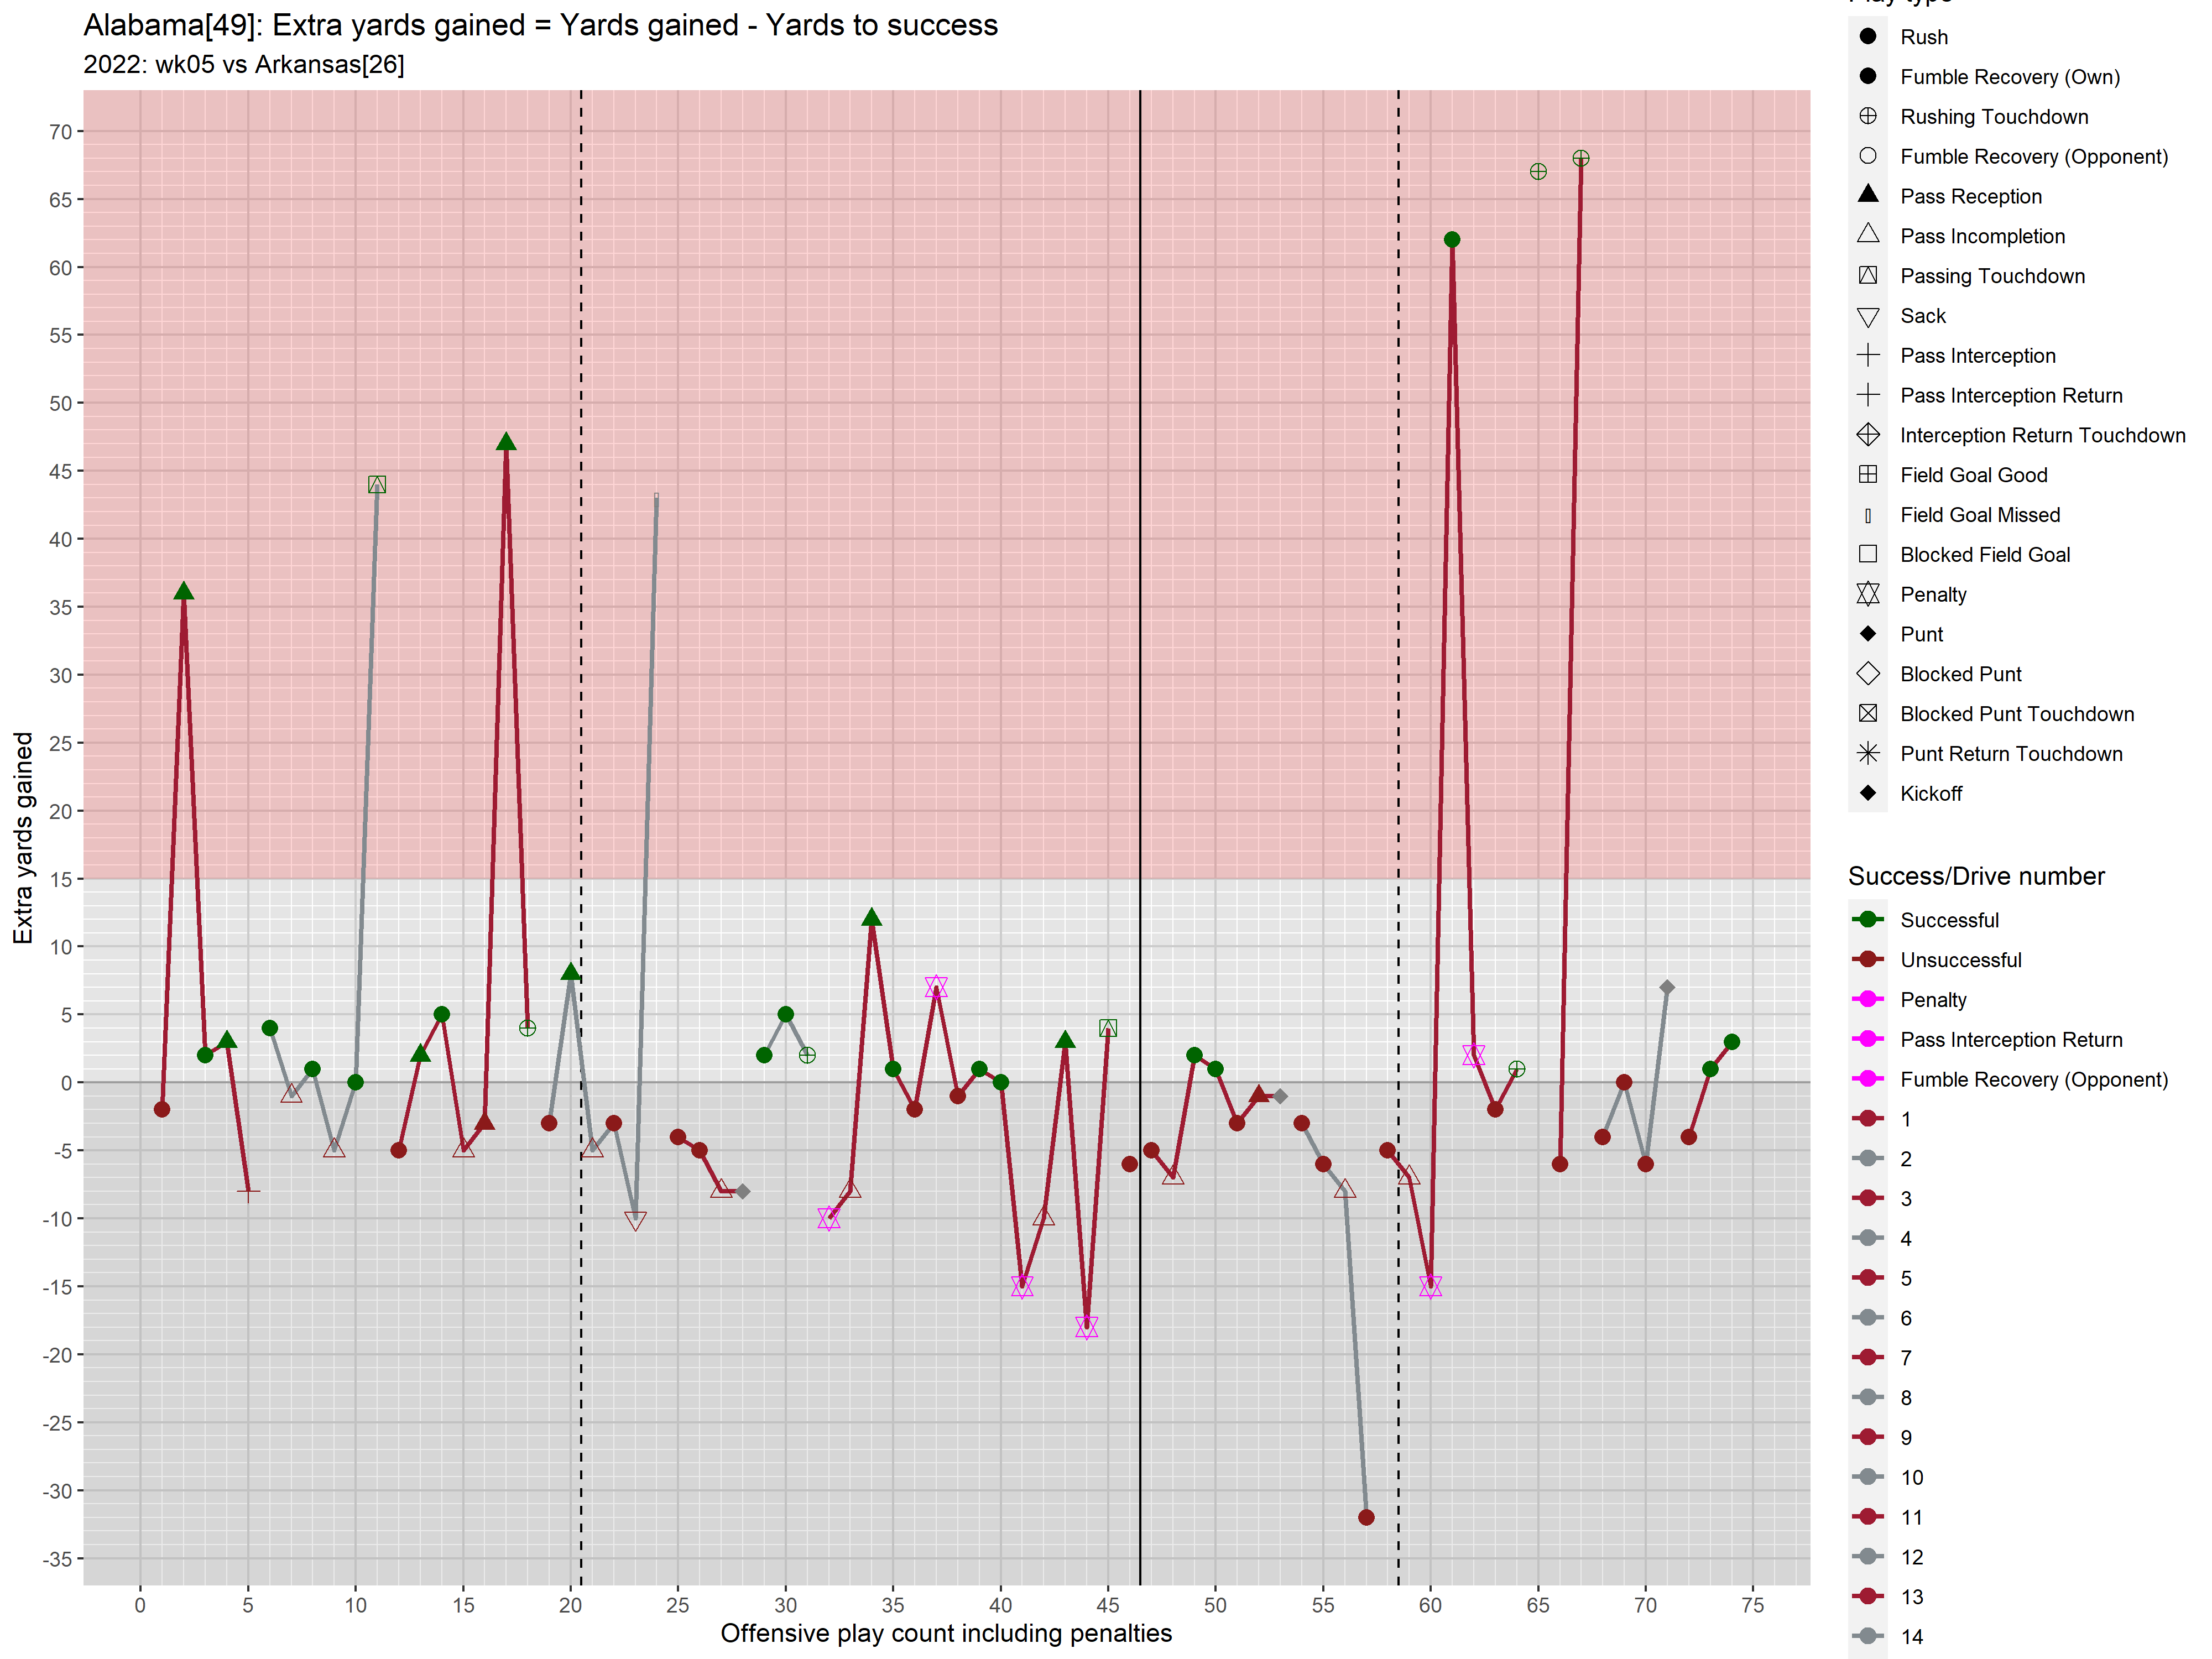 Alabama[49]: Extra yards gained = Yards gained - Yards to success
2022: wk05 vs Arkansas[26]
Extra yards gained
70
65
60
55
50
45
40
35
30
25
20
15
10
5
0
-5
-10
-15
-20
-25
-30
-35
0 5 10 15 20 25 30 35 40 45 50 55 60 65 70 75
Offensive play count including penalties
Play type
Rush
Fumble Recovery (Own)
Rushing Touchdown
Fumble Recovery (Opponent)
Pass Reception
Pass Incompletion
Passing Touchdown
Sack
Pass Interception
Pass Interception Return
Interception Return Touchdown
Field Goal Good
Field Goal Missed
Blocked Field Goal
Penalty
Punt
Blocked Punt
Blocked Punt Touchdown
Punt Return Touchdown
Kickoff
Success/Drive number
Successful
Unsuccessful
Penalty
Pass Interception Return
Fumble Recovery (Opponent)
1
2
3
4
5
6
7
8
9
10
11
12
13
14